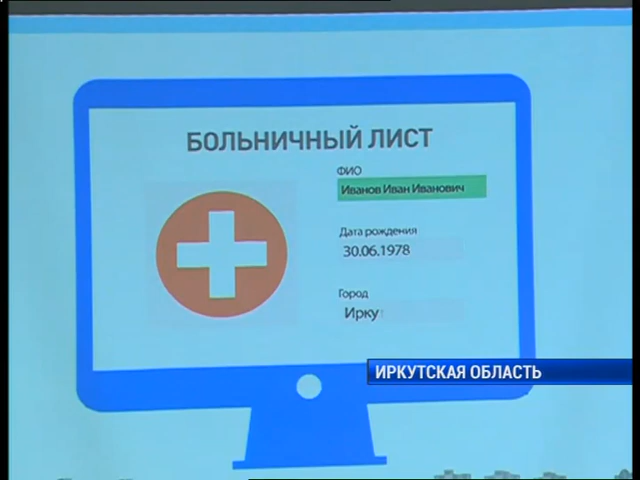 БОЛЬНИЧНЫЙ ЛИСТ
ФИО
Иванов Иван Иванович
Дата рождения
30.06.1978
Город
Ирку
ИРКУТСКАЯ ОБЛАСТЬ